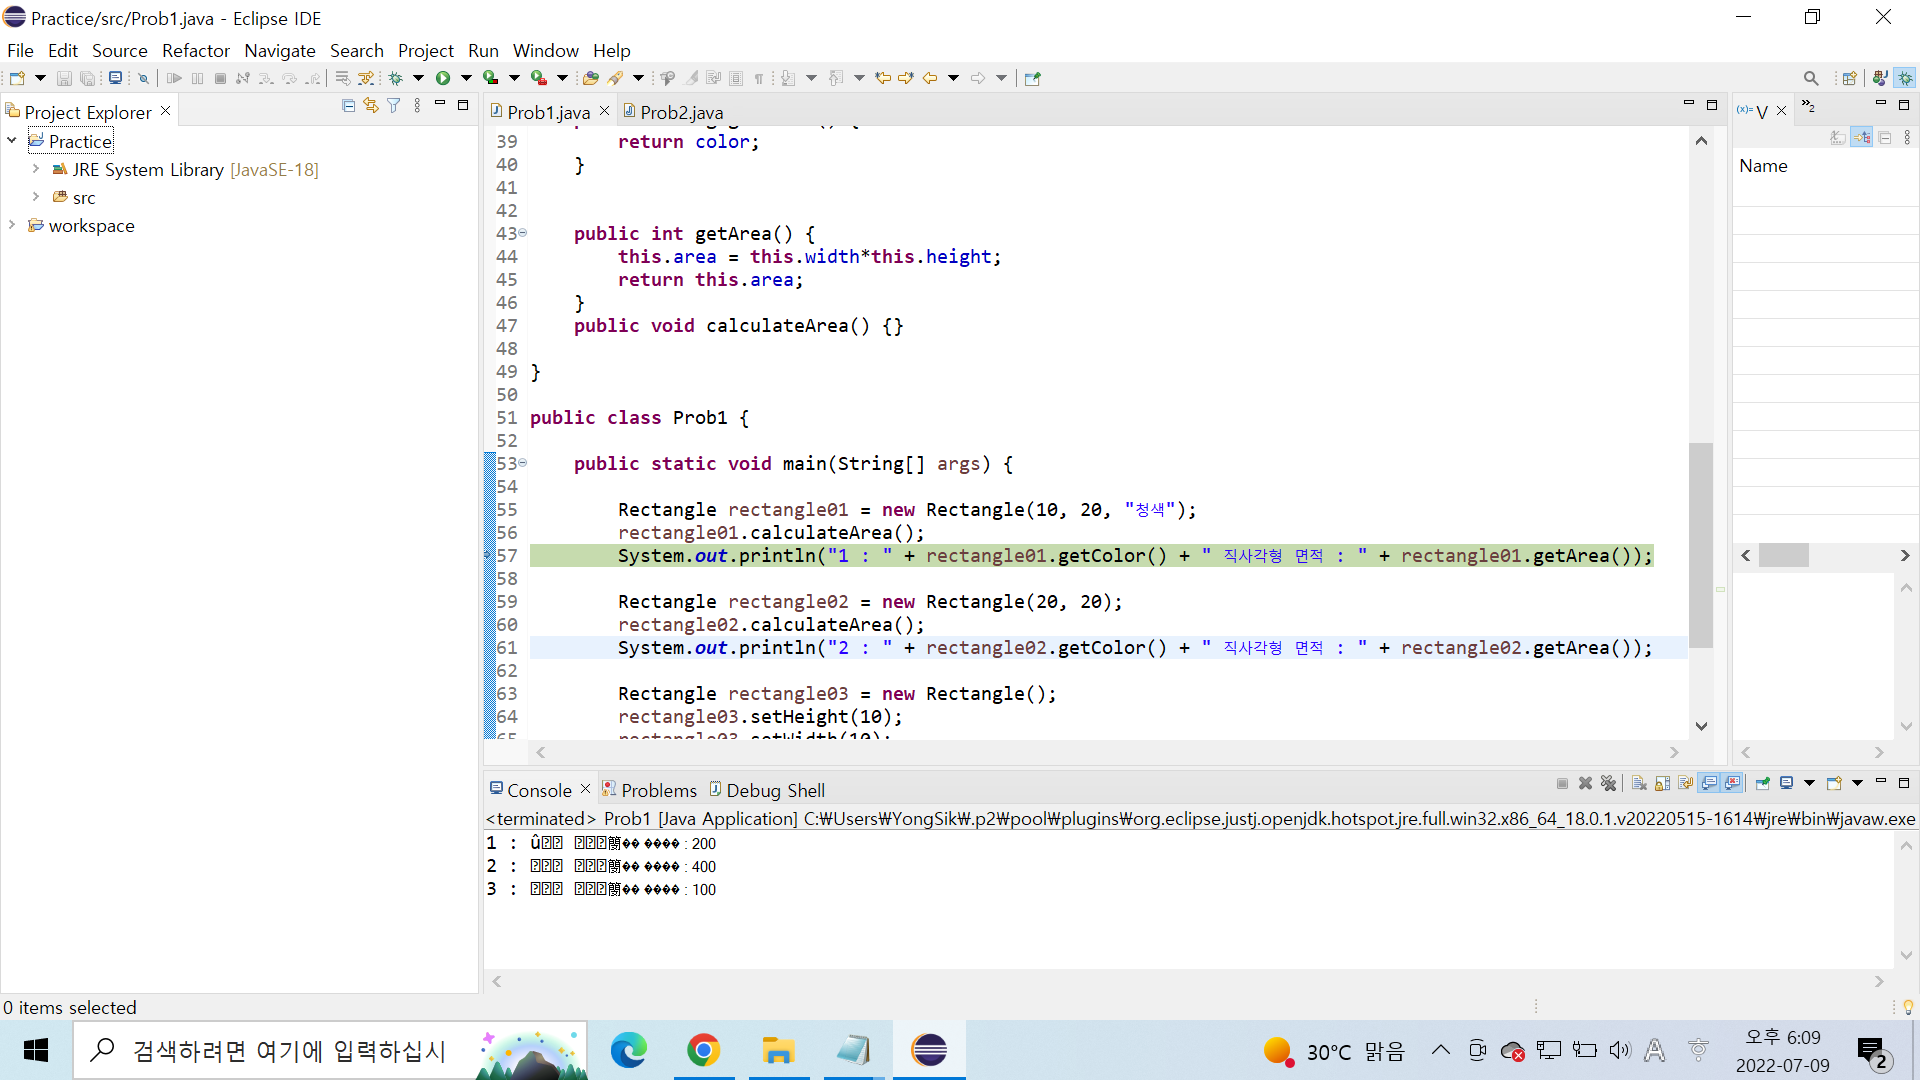 Practice/src/Prob1.java - Eclipse IDE
File Edit Source Refactor Navigate Search Project Run Window Help
Project Explorer
Practice
JRE System Library [JavaSE-18]
src
workspace
Prob1.java Prob2.java
39 return color;
40 }
41
42
43 public int getArea() {
44 this.area = this.width*this.height;
45 return this.area;
46 }
47 public void calculateArea() {}
48
49 }
50
51 public class Prob1 {
52
53 public static void main(String[] args) {
54
55 Rectangle rectangle01 = new Rectangle(10, 20, "청색");
56 rectangle01.calculateArea();
57 System.out.println("1 : " + rectangle01.getColor() + " 직사각형 면적 : " + rectangle01.getArea());
58
59 Rectangle rectangle02 = new Rectangle(20, 20);
60 rectangle02.calculateArea();
61 System.out.println("2 : " + rectangle02.getColor() + " 직사각형 면적 : " + rectangle02.getArea());
62
63 Rectangle rectangle03 = new Rectangle();
64 rectangle03.setHeight(10);
65 rectangle03.setWidth(10);
(x)= V
»2
Name
Console Problems Debug Shell
<terminated> Prob1 [Java Application] C:₩Users₩YongSik₩.p2₩pool₩plugins₩org.eclipse.justj.openjdk.hotspot.jre.full.win32.x86_64_18.0.1.v20220515-1614₩jre₩bin₩javaw.exe
1 : û �� ���� : 200
2 : �� ���� : 400
3 : �� ���� : 100
0 items selected
검색하려면 여기에 입력하십시
30℃ 맑음
A
오후 6:09
2022-07-09
2